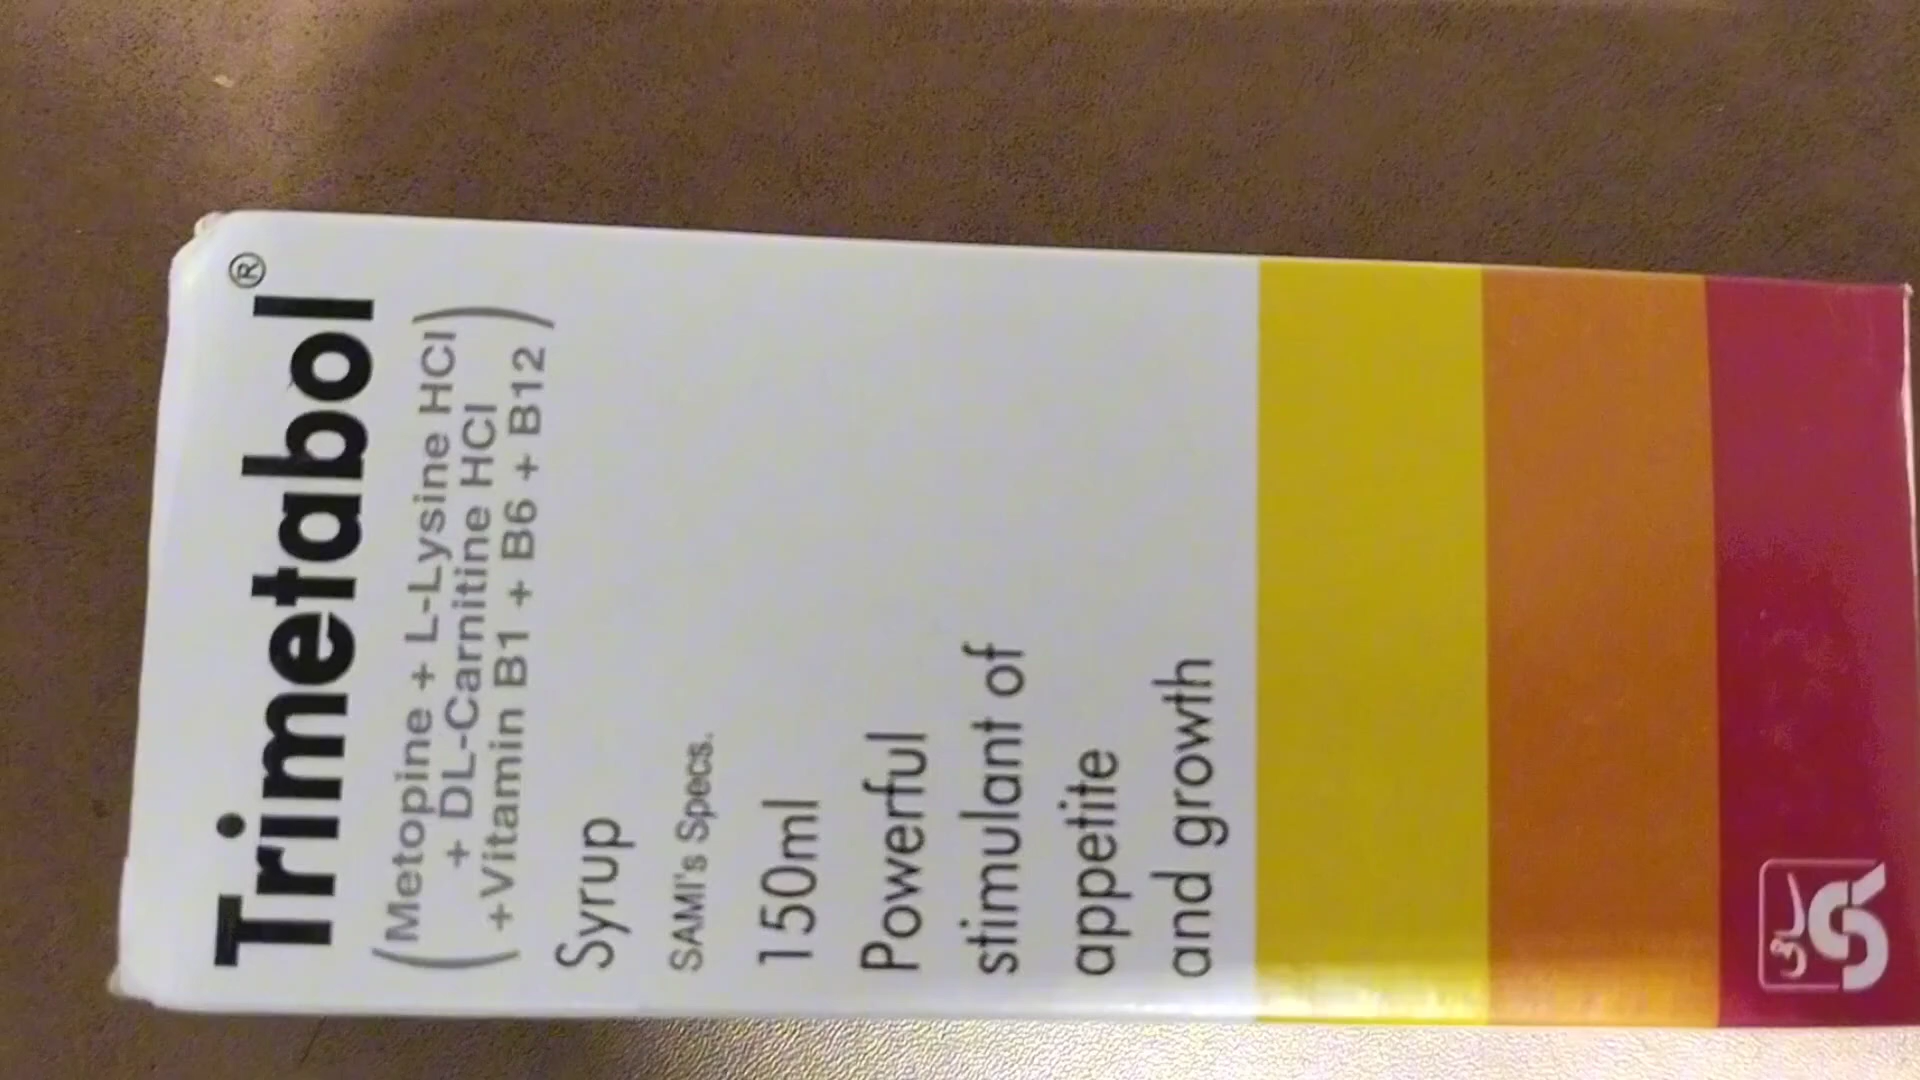 Trimetabol®
(Metopine + L-Lysine HCl)
+ DL-Carnitine HCl
(+Vitamin B1 + B6 + B12)
Syrup
SAMI's Specs.
150ml
Powerful
stimulant of
appetite
and growth